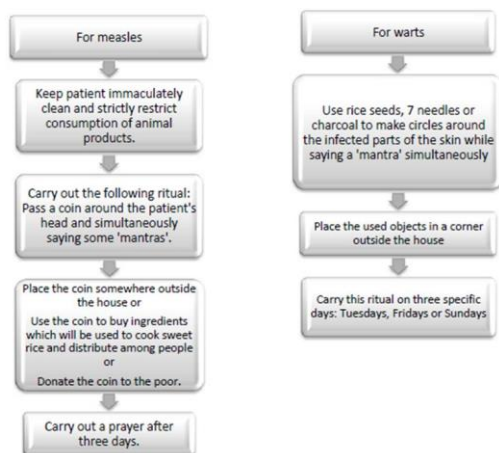 For measles
Keep patient immaculately
clean and strictly restrict
consumption of animal
products.
Carry out the following ritual:
Pass a coin around the patient's
head and simultaneously
saying some 'mantras'.
Place the coin somewhere outside
the house or
Use the coin to buy ingredients
which will be used to cook sweet
rice and distribute among people
or
Donate the coin to the poor.
Carry out a prayer after
three days.
For warts
Use rice seeds, 7 needles or
charcoal to make circles around
the infected parts of the skin while
saying a 'mantra' simultaneously
Place the used objects in a corner
outside the house
Carry this ritual on three specific
days: Tuesdays, Fridays or Sundays